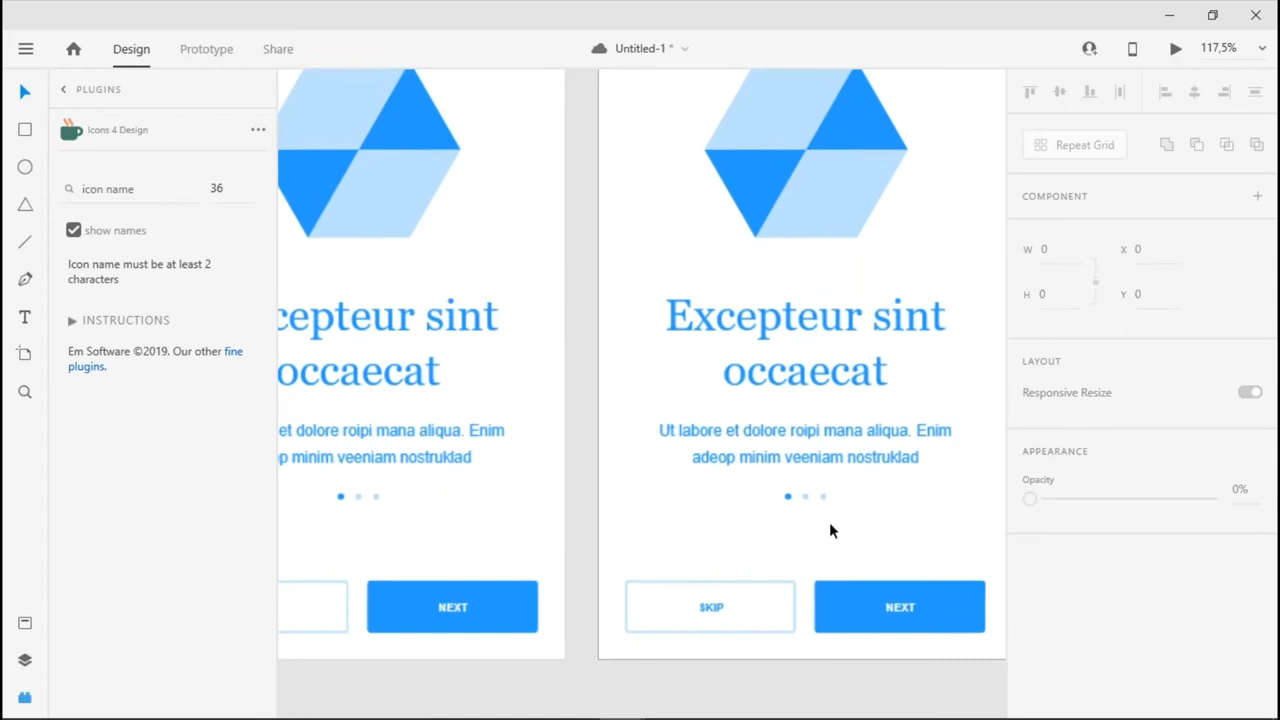 Design
Prototype
Share
Untitled-1 *
117,5%
PLUGINS
Icons 4 Design
icon name
36
show names
Icon name must be at least 2
characters
INSTRUCTIONS
Em Software ©2019. Our other fine
plugins.
cepteur sint
occaecat
et dolore roipi mana aliqua. Enim
p minim veeniam nostruklad
NEXT
Excepteur sint
occaecat
Ut labore et dolore roipi mana aliqua. Enim
adeop minim veeniam nostruklad
SKIP
NEXT
Repeat Grid
COMPONENT
W 0
X 0
H 0
Y 0
LAYOUT
Responsive Resize
APPEARANCE
Opacity
0%